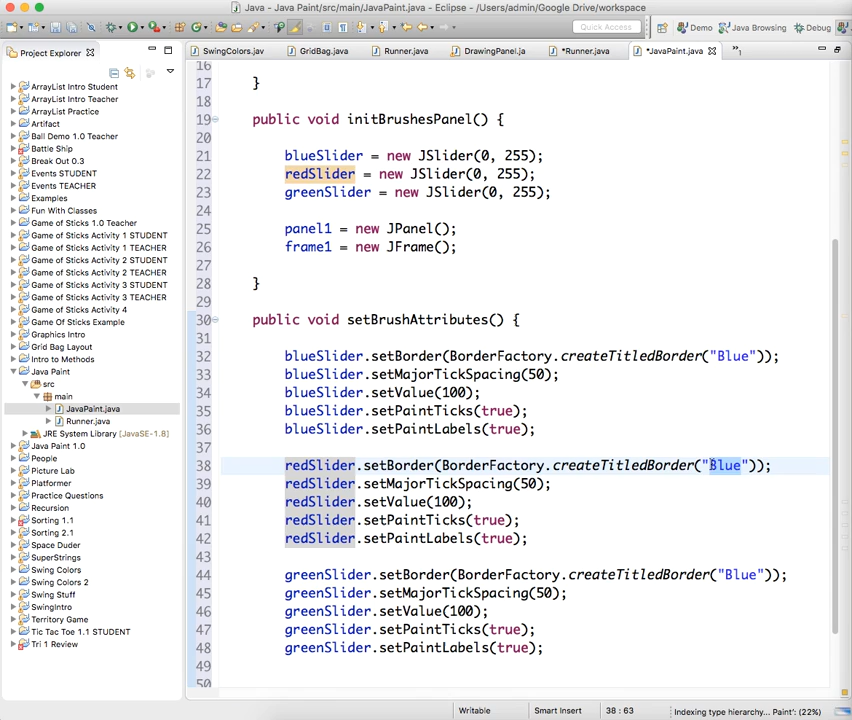 Java - Java Paint/src/main/JavaPaint.java - Eclipse - /Users/admin/Google Drive/workspace
Quick Access
Demo
Java Browsing
Debug
Project Explorer
SwingColors.jav
GridBag.java
Runner.java
DrawingPanel.ja
*Runner.java
*JavaPaint.java
»1
ArrayList Intro Student
ArrayList Intro Teacher
ArrayList Practice
Artifact
Ball Demo 1.0 Teacher
Battle Ship
Break Out 0.3
Events STUDENT
Events TEACHER
Examples
Fun With Classes
Game of Sticks 1.0 Teacher
Game of Sticks Activity 1 STUDENT
Game of Sticks Activity 1 TEACHER
Game of Sticks Activity 2 STUDENT
Game of Sticks Activity 2 TEACHER
Game of Sticks Activity 3 STUDENT
Game of Sticks Activity 3 TEACHER
Game of Sticks Activity 4
Game Of Sticks Example
Graphics Intro
Grid Bag Layout
Intro to Methods
Java Paint
src
main
JavaPaint.java
Runner.java
JRE System Library [JavaSE-1.8]
Java Paint 1.0
People
Picture Lab
Platformer
Practice Questions
Recursion
Sorting 1.1
Sorting 2.1
Space Duder
SuperStrings
Swing Colors
Swing Colors 2
Swing Stuff
SwingIntro
Territory Game
Tic Tac Toe 1.1 STUDENT
Tri 1 Review
16
17 }
18
19 public void initBrushesPanel() {
20
21 blueSlider = new JSlider(0, 255);
22 redSlider = new JSlider(0, 255);
23 greenSlider = new JSlider(0, 255);
24
25 panel1 = new JPanel();
26 frame1 = new JFrame();
27
28 }
29
30 public void setBrushAttributes() {
31
32 blueSlider.setBorder(BorderFactory.createTitledBorder("Blue"));
33 blueSlider.setMajorTickSpacing(50);
34 blueSlider.setValue(100);
35 blueSlider.setPaintTicks(true);
36 blueSlider.setPaintLabels(true);
37
38 redSlider.setBorder(BorderFactory.createTitledBorder("Blue"));
39 redSlider.setMajorTickSpacing(50);
40 redSlider.setValue(100);
41 redSlider.setPaintTicks(true);
42 redSlider.setPaintLabels(true);
43
44 greenSlider.setBorder(BorderFactory.createTitledBorder("Blue"));
45 greenSlider.setMajorTickSpacing(50);
46 greenSlider.setValue(100);
47 greenSlider.setPaintTicks(true);
48 greenSlider.setPaintLabels(true);
49
50
Writable
Smart Insert
38 : 63
Indexing type hierarchy... Paint': (22%)